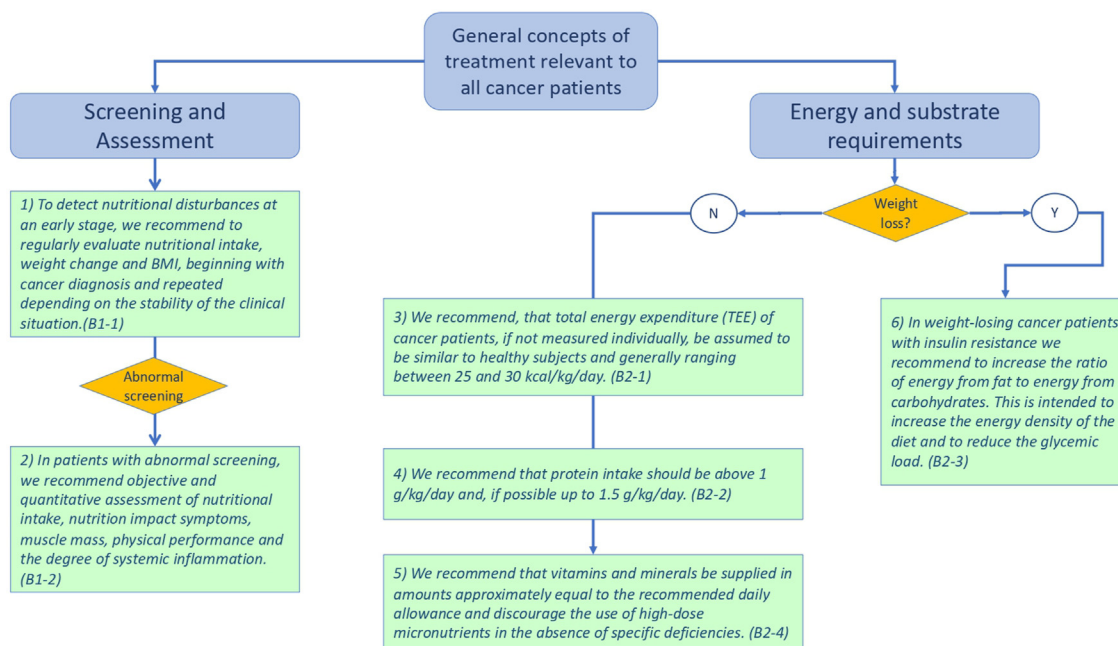 General concepts of
treatment relevant to
all cancer patients
Screening and
Assessment
Energy and substrate
requirements
1) To detect nutritional disturbances at
an early stage, we recommend to
regularly evaluate nutritional intake,
weight change and BMI, beginning with
cancer diagnosis and repeated
depending on the stability of the clinical
situation.(B1-1)
Abnormal
screening
2) In patients with abnormal screening,
we recommend objective and
quantitative assessment of nutritional
intake, nutrition impact symptoms,
muscle mass, physical performance and
the degree of systemic inflammation.
(B1-2)
Weight
loss?
N
Y
3) We recommend, that total energy expenditure (TEE) of
cancer patients, if not measured individually, be assumed to
be similar to healthy subjects and generally ranging
between 25 and 30 kcal/kg/day. (B2-1)
4) We recommend that protein intake should be above 1
g/kg/day and, if possible up to 1.5 g/kg/day. (B2-2)
5) We recommend that vitamins and minerals be supplied in
amounts approximately equal to the recommended daily
allowance and discourage the use of high-dose
micronutrients in the absence of specific deficiencies. (B2-4)
6) In weight-losing cancer patients
with insulin resistance we
recommend to increase the ratio
of energy from fat to energy from
carbohydrates. This is intended to
increase the energy density of the
diet and to reduce the glycemic
load. (B2-3)